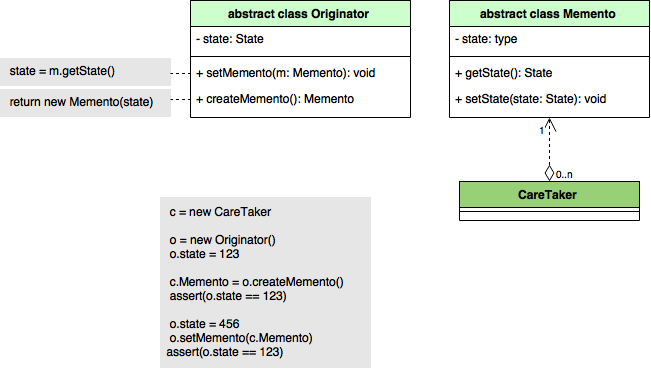 abstract class Originator
- state: State
+ setMemento(m: Memento): void
+ createMemento(): Memento
state = m.getState()
return new Memento(state)
abstract class Memento
- state: type
+ getState(): State
+ setState(state: State): void
1
0..n
CareTaker
c = new CareTaker
o = new Originator()
o.state = 123
c.Memento = o.createMemento()
assert(o.state == 123)
o.state = 456
o.setMemento(c.Memento)
assert(o.state == 123)